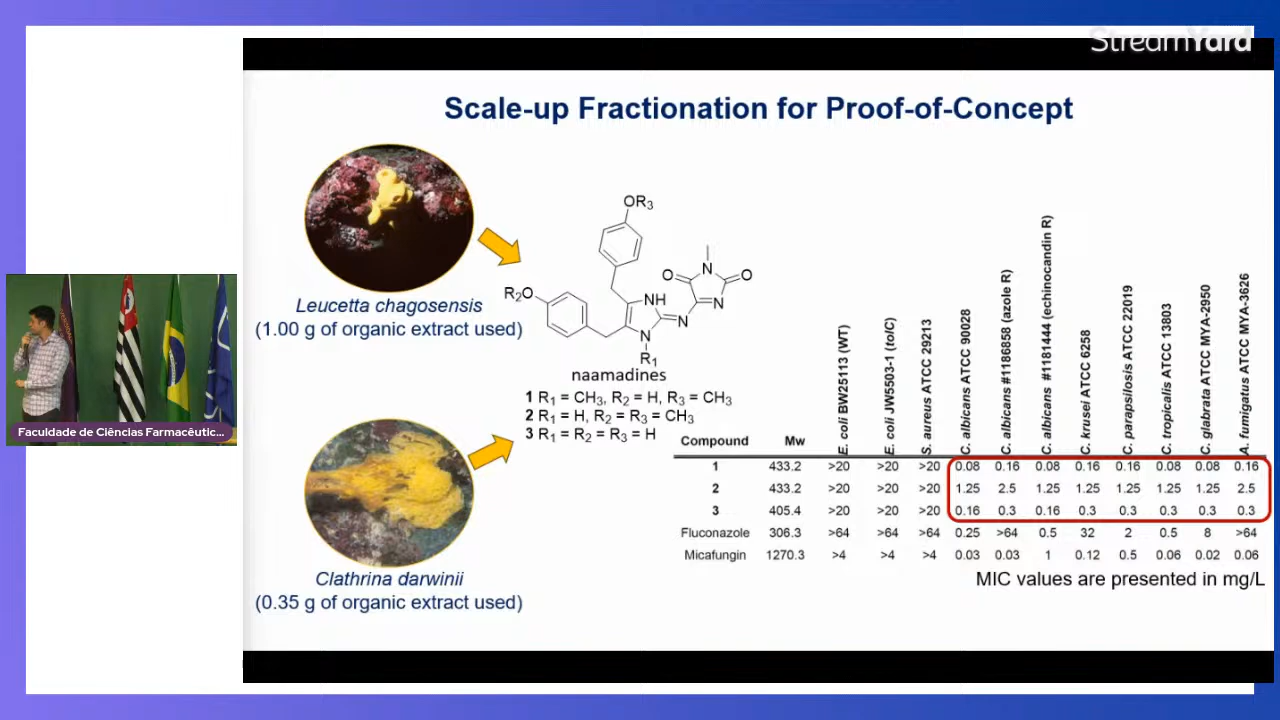 StreamYard
Scale-up Fractionation for Proof-of-Concept
Leucetta chagosensis
(1.00 g of organic extract used)
Clathrina darwinii
(0.35 g of organic extract used)
OR₃
R₂O
NH
N
R₁
N
O
N
O
N
naamadines
1 R₁ = CH₃, R₂ = H, R₃ = CH₃
2 R₁ = H, R₂ = R₃ = CH₃
3 R₁ = R₂ = R₃ = H
Compound Mw E. coli BW25113 (WT) E. coli JW5503-1 (tolC) S. aureus ATCC 29213 C. albicans ATCC 90028 C. albicans #1186858 (azole R) C. albicans #1181444 (echinocandin R) C. krusei ATCC 6258 C. parapsilosis ATCC 22019 C. tropicalis ATCC 13803 C. glabrata ATCC MYA-2950 A. fumigatus ATCC MYA-3626
1 433.2 >20 >20 >20 0.08 0.16 0.08 0.16 0.16 0.08 0.08 0.16
2 433.2 >20 >20 >20 1.25 2.5 1.25 1.25 1.25 1.25 1.25 2.5
3 405.4 >20 >20 >20 0.16 0.3 0.16 0.3 0.3 0.3 0.3 0.3
Fluconazole 306.3 >64 >64 >64 0.25 >64 0.5 32 2 0.5 8 >64
Micafungin 1270.3 >4 >4 >4 0.03 0.03 1 0.12 0.5 0.06 0.02 0.06
MIC values are presented in mg/L
Faculdade de Ciências Farmacêutic...